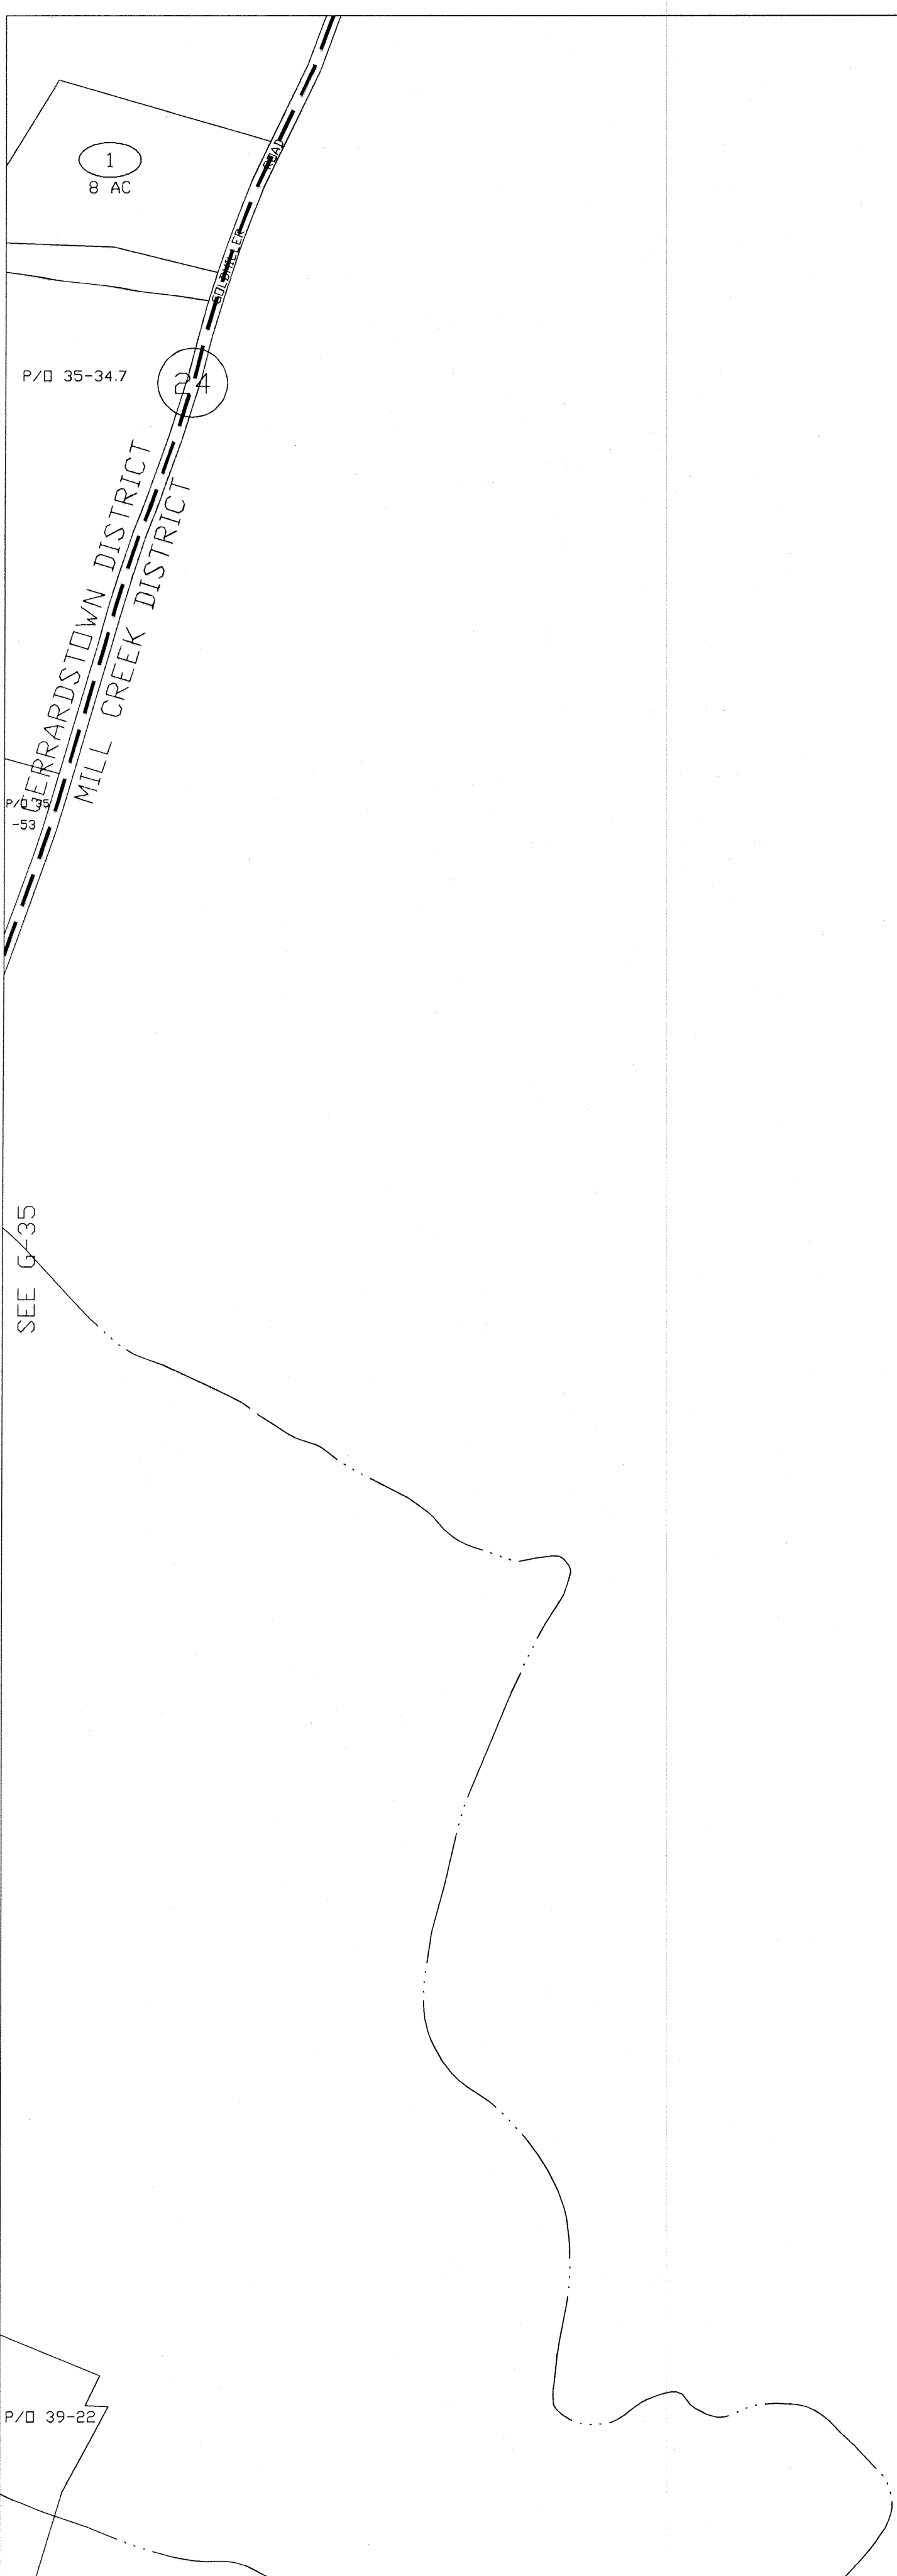 ROAD
1
8 AC
GOLDMILLER
P/O 35-34.7
24
GERRARDSTOWN DISTRICT
MILL CREEK DISTRICT
P/O 35
-53
SEE G-35
P/O 39-22